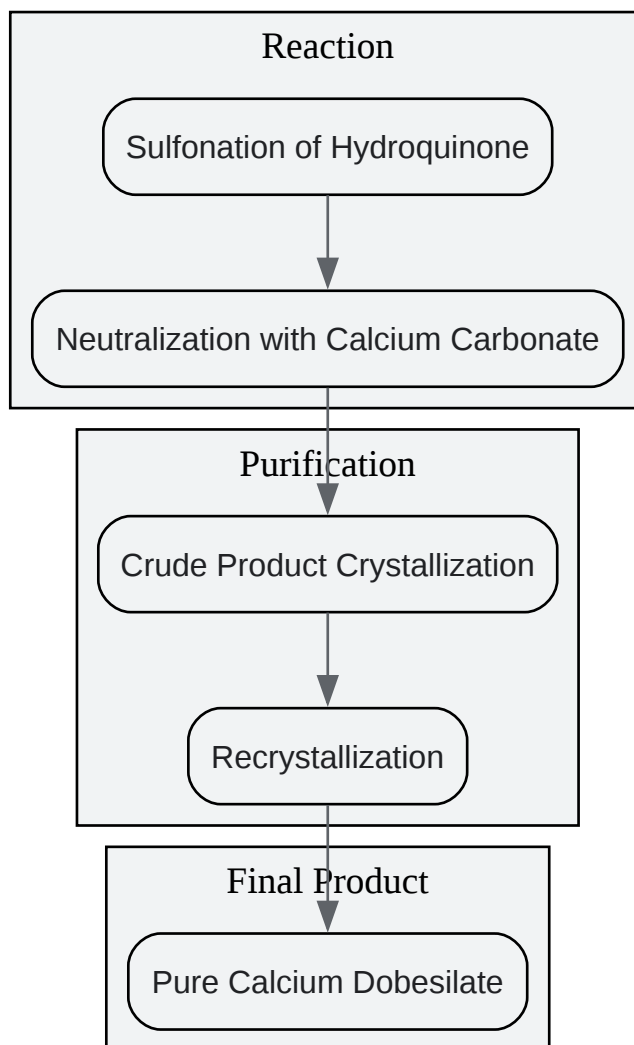 Reaction
Sulfonation of Hydroquinone
Neutralization with Calcium Carbonate
Purification
Crude Product Crystallization
Recrystallization
Final Product
Pure Calcium Dobesilate